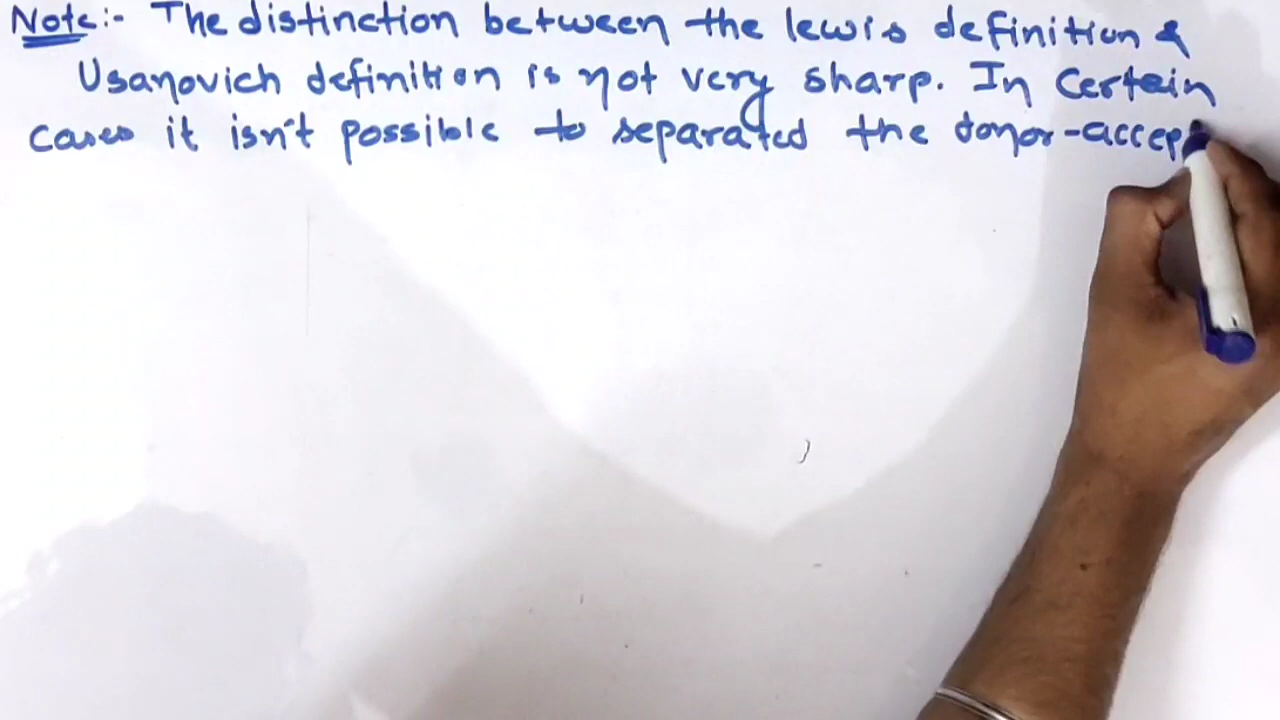 Note:- The distinction between the lewis definition &
Usanovich definition is not very sharp. In Certain
cases it isn't possible to separated the donor-accep